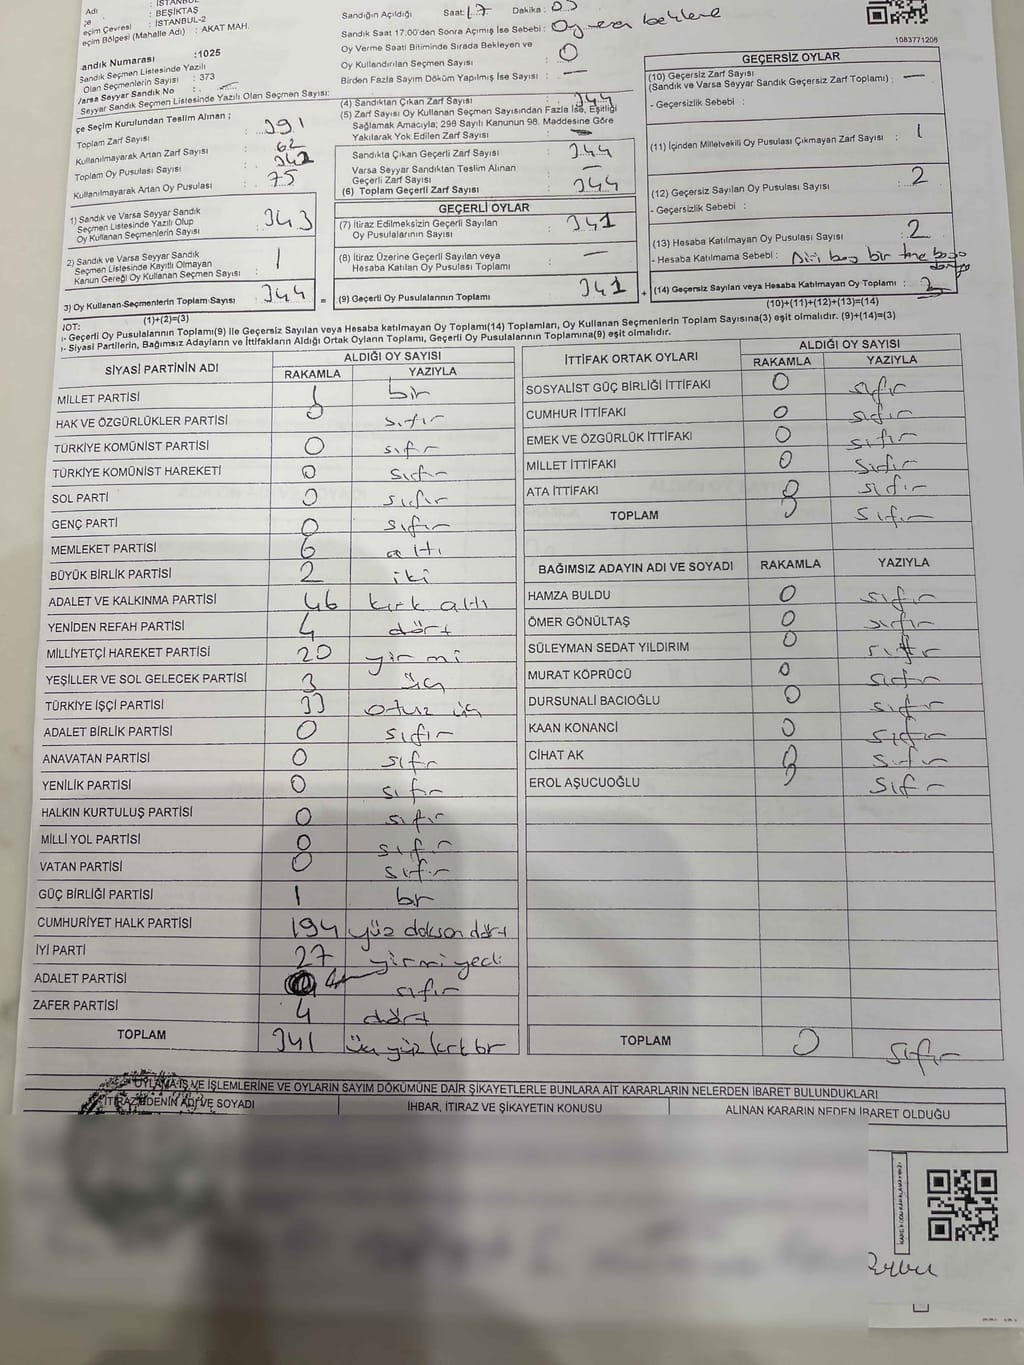 Adı : İSTANBUL
çe : BEŞİKTAŞ
eçim Çevresi : İSTANBUL-2
eçim Bölgesi (Mahalle Adı) : AKAT MAH.
andık Numarası :1025
Sandık Seçmen Listesinde Yazılı
Olan Seçmenlerin Sayısı : 373
Varsa Seyyar Sandık No :
Seyyar Sandık Seçmen Listesinde Yazılı Olan Seçmen Sayısı:
çe Seçim Kurulundan Teslim Alınan ;
Toplam Zarf Sayısı : 391
Kullanılmayarak Artan Zarf Sayısı : 62
Toplam Oy Pusulası Sayısı :
Kullanılmayarak Artan Oy Pusulası : 75
1) Sandık ve Varsa Seyyar Sandık
Seçmen Listesinde Yazılı Olup
Oy Kullanan Seçmenlerin Sayısı : 343
2) Sandık ve Varsa Seyyar Sandık
Seçmen Listesinde Kayıtlı Olmayan
Kanun Gereği Oy Kullanan Seçmen Sayısı : 1
3) Oy Kullanan Seçmenlerin Toplam Sayısı : 344 =
(1)+(2)=(3)
Sandığın Açıldığı Saat: 17 Dakika : 03
Sandık Saat 17:00'den Sonra Açımış İse Sebebi : Oy
Oy Verme Saati Bitiminde Sırada Bekleyen ve
Oy Kullandırılan Seçmen Sayısı : 0
Birden Fazla Sayım Döküm Yapılmış İse Sayısı : —
(4) Sandıktan Çıkan Zarf Sayısı : 344
(5) Zarf Sayısı Oy Kullanan Seçmen Sayısından Fazla İse, Eşitliği
Sağlamak Amacıyla; 298 Sayılı Kanunun 98. Maddesine Göre
Yakılarak Yok Edilen Zarf Sayısı : —
Sandıkta Çıkan Geçerli Zarf Sayısı : 344
Varsa Seyyar Sandıktan Teslim Alınan
Geçerli Zarf Sayısı : —
(6) Toplam Geçerli Zarf Sayısı : 344
GEÇERLİ OYLAR
(7) İtiraz Edilmeksizin Geçerli Sayılan
Oy Pusulalarının Sayısı : 341
(8) İtiraz Üzerine Geçerli Sayılan veya
Hesaba Katılan Oy Pusulası Toplamı : —
(9) Geçerli Oy Pusulalarının Toplamı : 341 +
1083771206
GEÇERSİZ OYLAR
(10) Geçersiz Zarf Sayısı
(Sandık ve Varsa Seyyar Sandık Geçersiz Zarf Toplamı) : —
- Geçersizlik Sebebi :
(11) İçinden Milletvekili Oy Pusulası Çıkmayan Zarf Sayısı : 1
(12) Geçersiz Sayılan Oy Pusulası Sayısı : 2
- Geçersizlik Sebebi :
(13) Hesaba Katılmayan Oy Pusulası Sayısı : 2
- Hesaba Katılmama Sebebi : boş bir
(14) Geçersiz Sayılan veya Hesaba Katılmayan Oy Toplamı : 3
(10)+(11)+(12)+(13)=(14)
NOT:
- Geçerli Oy Pusulalarının Toplamı(9) ile Geçersiz Sayılan veya Hesaba katılmayan Oy Toplamı(14) Toplamları, Oy Kullanan Seçmenlerin Toplam Sayısına(3) eşit olmalıdır. (9)+(14)=(3)
- Siyasi Partilerin, Bağımsız Adayların ve İttifakların Aldığı Ortak Oyların Toplamı, Geçerli Oy Pusulalarının Toplamına(9) eşit olmalıdır.
SİYASİ PARTİNİN ADI ALDIĞI OY SAYISI
RAKAMLA YAZIYLA
MİLLET PARTİSİ 1 bir
HAK VE ÖZGÜRLÜKLER PARTİSİ 0 sıfır
TÜRKİYE KOMÜNİST PARTİSİ 0 sıfır
TÜRKİYE KOMÜNİST HAREKETİ 0 sıfır
SOL PARTİ 0 sıfır
GENÇ PARTİ 0 sıfır
MEMLEKET PARTİSİ 6 altı
BÜYÜK BİRLİK PARTİSİ 2 iki
ADALET VE KALKINMA PARTİSİ 46 kırk altı
YENİDEN REFAH PARTİSİ 4 dört
MİLLİYETÇİ HAREKET PARTİSİ 20 yirmi
YEŞİLLER VE SOL GELECEK PARTİSİ 3 üç
TÜRKİYE İŞÇİ PARTİSİ 33 otuz üç
ADALET BİRLİK PARTİSİ 0 sıfır
ANAVATAN PARTİSİ 0 sıfır
YENİLİK PARTİSİ 0 sıfır
HALKIN KURTULUŞ PARTİSİ 0 sıfır
MİLLİ YOL PARTİSİ 0 sıfır
VATAN PARTİSİ 0 sıfır
GÜÇ BİRLİĞİ PARTİSİ 1 bir
CUMHURİYET HALK PARTİSİ 194 yüz doksan dört
İYİ PARTİ 27 yirmi yedi
ADALET PARTİSİ sıfır
ZAFER PARTİSİ 4 dört
TOPLAM 341 üç yüz kırk bir
İTTİFAK ORTAK OYLARI ALDIĞI OY SAYISI
RAKAMLA YAZIYLA
SOSYALİST GÜÇ BİRLİĞİ İTTİFAKI 0 sıfır
CUMHUR İTTİFAKI 0 sıfır
EMEK VE ÖZGÜRLÜK İTTİFAKI 0 sıfır
MİLLET İTTİFAKI 0 sıfır
ATA İTTİFAKI 0 sıfır
TOPLAM 0 sıfır
BAĞIMSIZ ADAYIN ADI VE SOYADI RAKAMLA YAZIYLA
HAMZA BULDU 0 sıfır
ÖMER GÖNÜLTAŞ 0 sıfır
SÜLEYMAN SEDAT YILDIRIM 0 sıfır
MURAT KÖPRÜCÜ 0 sıfır
DURSUNALİ BACIOĞLU 0 sıfır
KAAN KONANCİ 0 sıfır
CİHAT AK 0 sıfır
EROL AŞUCUOĞLU 0 sıfır
TOPLAM 0 sıfır
OYLAMA İŞ VE İŞLEMLERİNE VE OYLARIN SAYIM DÖKÜMÜNE DAİR ŞİKAYETLERLE BUNLARA AİT KARARLARIN NELERDEN İBARET BULUNDUKLARI
İTİRAZ EDENİN ADI VE SOYADI İHBAR, İTİRAZ VE ŞİKAYETİN KONUSU ALINAN KARARIN NEDEN İBARET OLDUĞU